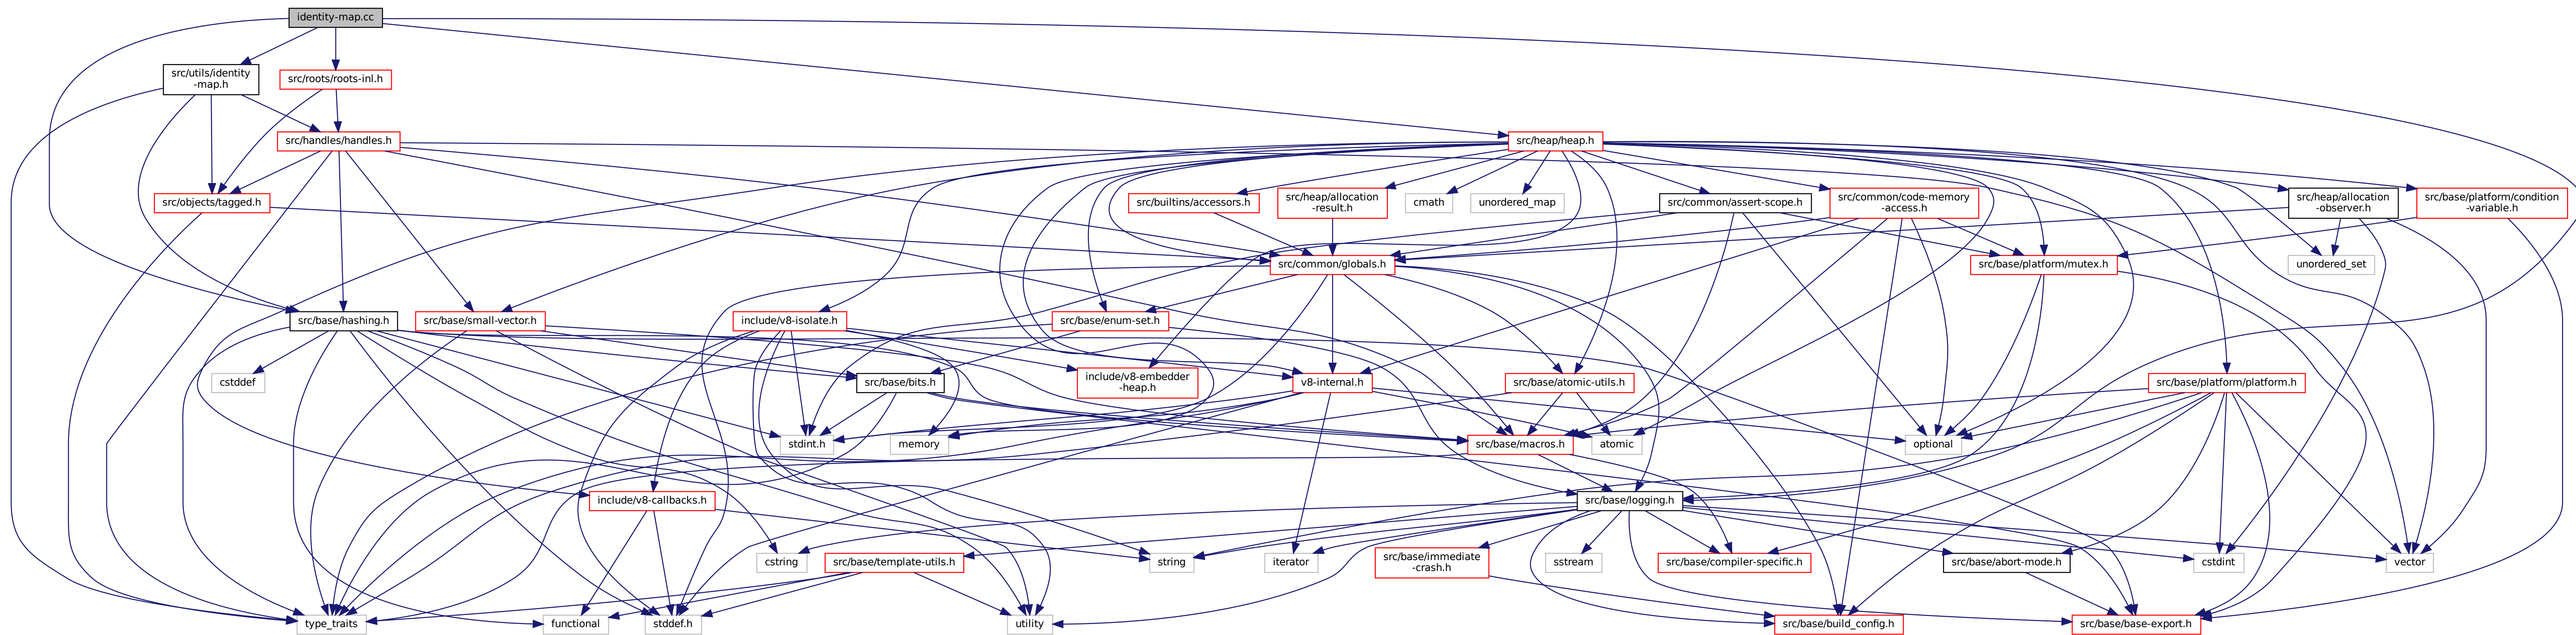 identity-map.cc
src/utils/identity
-map.h
src/roots/roots-inl.h
src/handles/handles.h
src/heap/heap.h
src/objects/tagged.h
src/builtins/accessors.h
src/heap/allocation
-result.h
cmath
unordered_map
src/common/assert-scope.h
src/common/code-memory
-access.h
src/heap/allocation
-observer.h
src/base/platform/condition
-variable.h
src/common/globals.h
src/base/platform/mutex.h
unordered_set
src/base/hashing.h
src/base/small-vector.h
include/v8-isolate.h
src/base/enum-set.h
cstddef
src/base/bits.h
include/v8-embedder
-heap.h
v8-internal.h
src/base/atomic-utils.h
src/base/platform/platform.h
stdint.h
memory
src/base/macros.h
atomic
optional
include/v8-callbacks.h
src/base/logging.h
cstring
src/base/template-utils.h
string
iterator
src/base/immediate
-crash.h
sstream
src/base/compiler-specific.h
src/base/abort-mode.h
cstdint
vector
type_traits
functional
stddef.h
utility
src/base/build_config.h
src/base/base-export.h